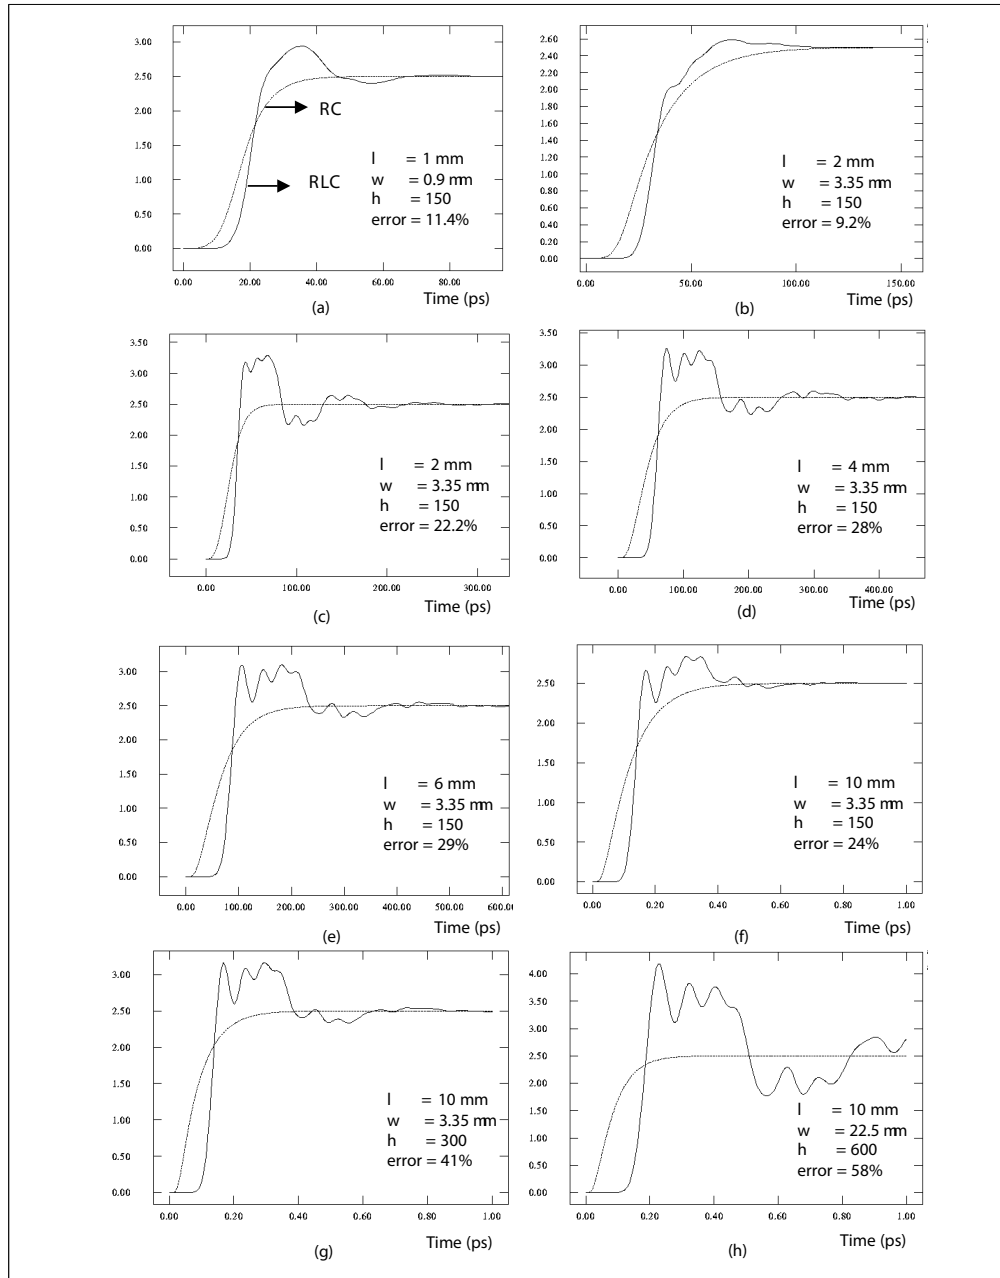 3.00
2.50
2.00
1.50
1.00
0.50
0.00
0.00 20.00 40.00 60.00 80.00
RC
RLC
l = 1 mm
w = 0.9 mm
h = 150
error = 11.4%
Time (ps)
(a)
2.60
2.40
2.20
2.00
1.80
1.60
1.40
1.20
1.00
0.80
0.60
0.40
0.20
0.00
0.00 50.00 100.00 150.00
l = 2 mm
w = 3.35 mm
h = 150
error = 9.2%
Time (ps)
(b)
3.50
3.00
2.50
2.00
1.50
1.00
0.50
0.00
0.00 100.00 200.00 300.00
l = 2 mm
w = 3.35 mm
h = 150
error = 22.2%
Time (ps)
(c)
3.50
3.00
2.50
2.00
1.50
1.00
0.50
0.00
0.00 100.00 200.00 300.00 400.00
l = 4 mm
w = 3.35 mm
h = 150
error = 28%
Time (ps)
(d)
3.00
2.50
2.00
1.50
1.00
0.50
0.00
0.00 100.00 200.00 300.00 400.00 500.00 600.0
l = 6 mm
w = 3.35 mm
h = 150
error = 29%
Time (ps)
(e)
2.50
2.00
1.50
1.00
0.50
0.00
0.00 0.20 0.40 0.60 0.80 1.00
l = 10 mm
w = 3.35 mm
h = 150
error = 24%
Time (ps)
(f)
3.00
2.50
2.00
1.50
1.00
0.50
0.00
0.00 0.20 0.40 0.60 0.80 1.00
l = 10 mm
w = 3.35 mm
h = 300
error = 41%
Time (ps)
(g)
4.00
3.50
3.00
2.50
2.00
1.50
1.00
0.50
0.00
0.00 0.20 0.40 0.60 0.80 1.00
l = 10 mm
w = 22.5 mm
h = 600
error = 58%
Time (ps)
(h)